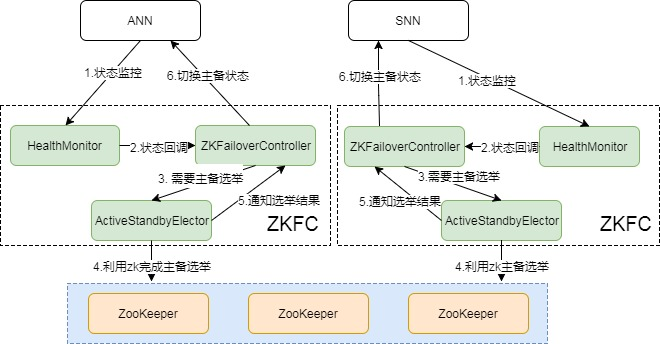 ANN
SNN
1.状态监控
6.切换主备状态
6.切换主备状态
1.状态监控
HealthMonitor
2.状态回调
ZKFailoverController
ZKFailoverController
2.状态回调
HealthMonitor
3. 需要主备选举
3.需要主备选举
5.通知选举结果
5.通知选举结果
ActiveStandbyElector
ZKFC
ActiveStandbyElector
ZKFC
4.利用zk完成主备选举
4.利用zk主备选举
ZooKeeper
ZooKeeper
ZooKeeper